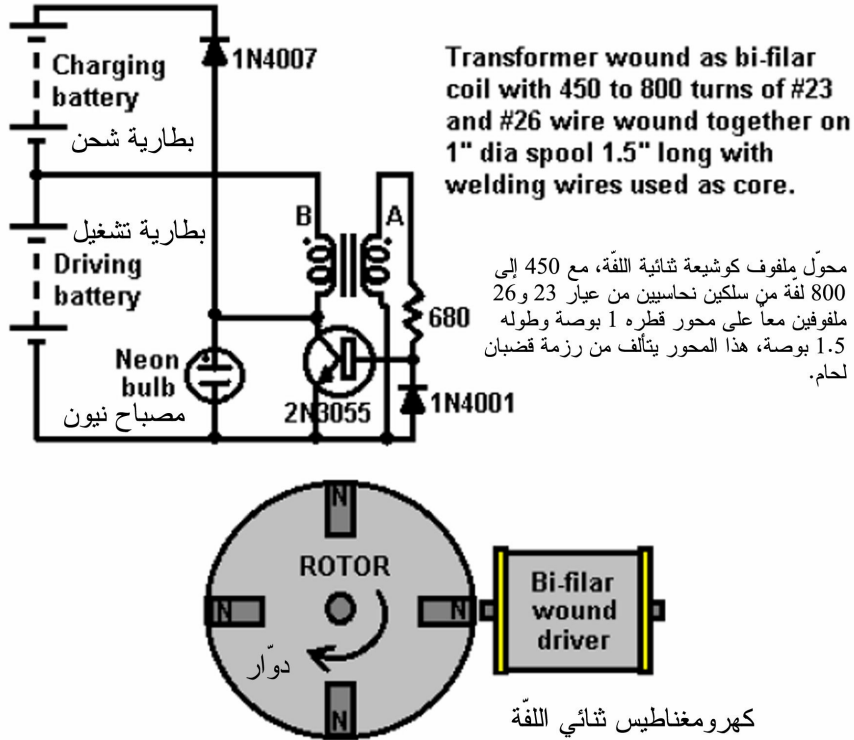 Charging
battery
بطارية شحن
1N4007
Transformer wound as bi-filar
coil with 450 to 800 turns of #23
and #26 wire wound together on
1" dia spool 1.5" long with
welding wires used as core.
بطارية تشغيل
Driving
battery
B
A
680
محوّل ملفوف كوشيعة ثنائية اللفّة، مع 450 إلى
800 لفّة من سلكين نحاسيين من عيار 23 و26
ملفوفين معاً على محور قطره 1 بوصة وطوله
1.5 بوصة، هذا المحور يتألف من رزمة قضبان
لحام.
Neon
bulb
مصباح نيون
2N3055
1N4001
N
ROTOR
N
N
دوّار
N
Bi-filar
wound
driver
كهرومغناطيس ثنائي اللفّة